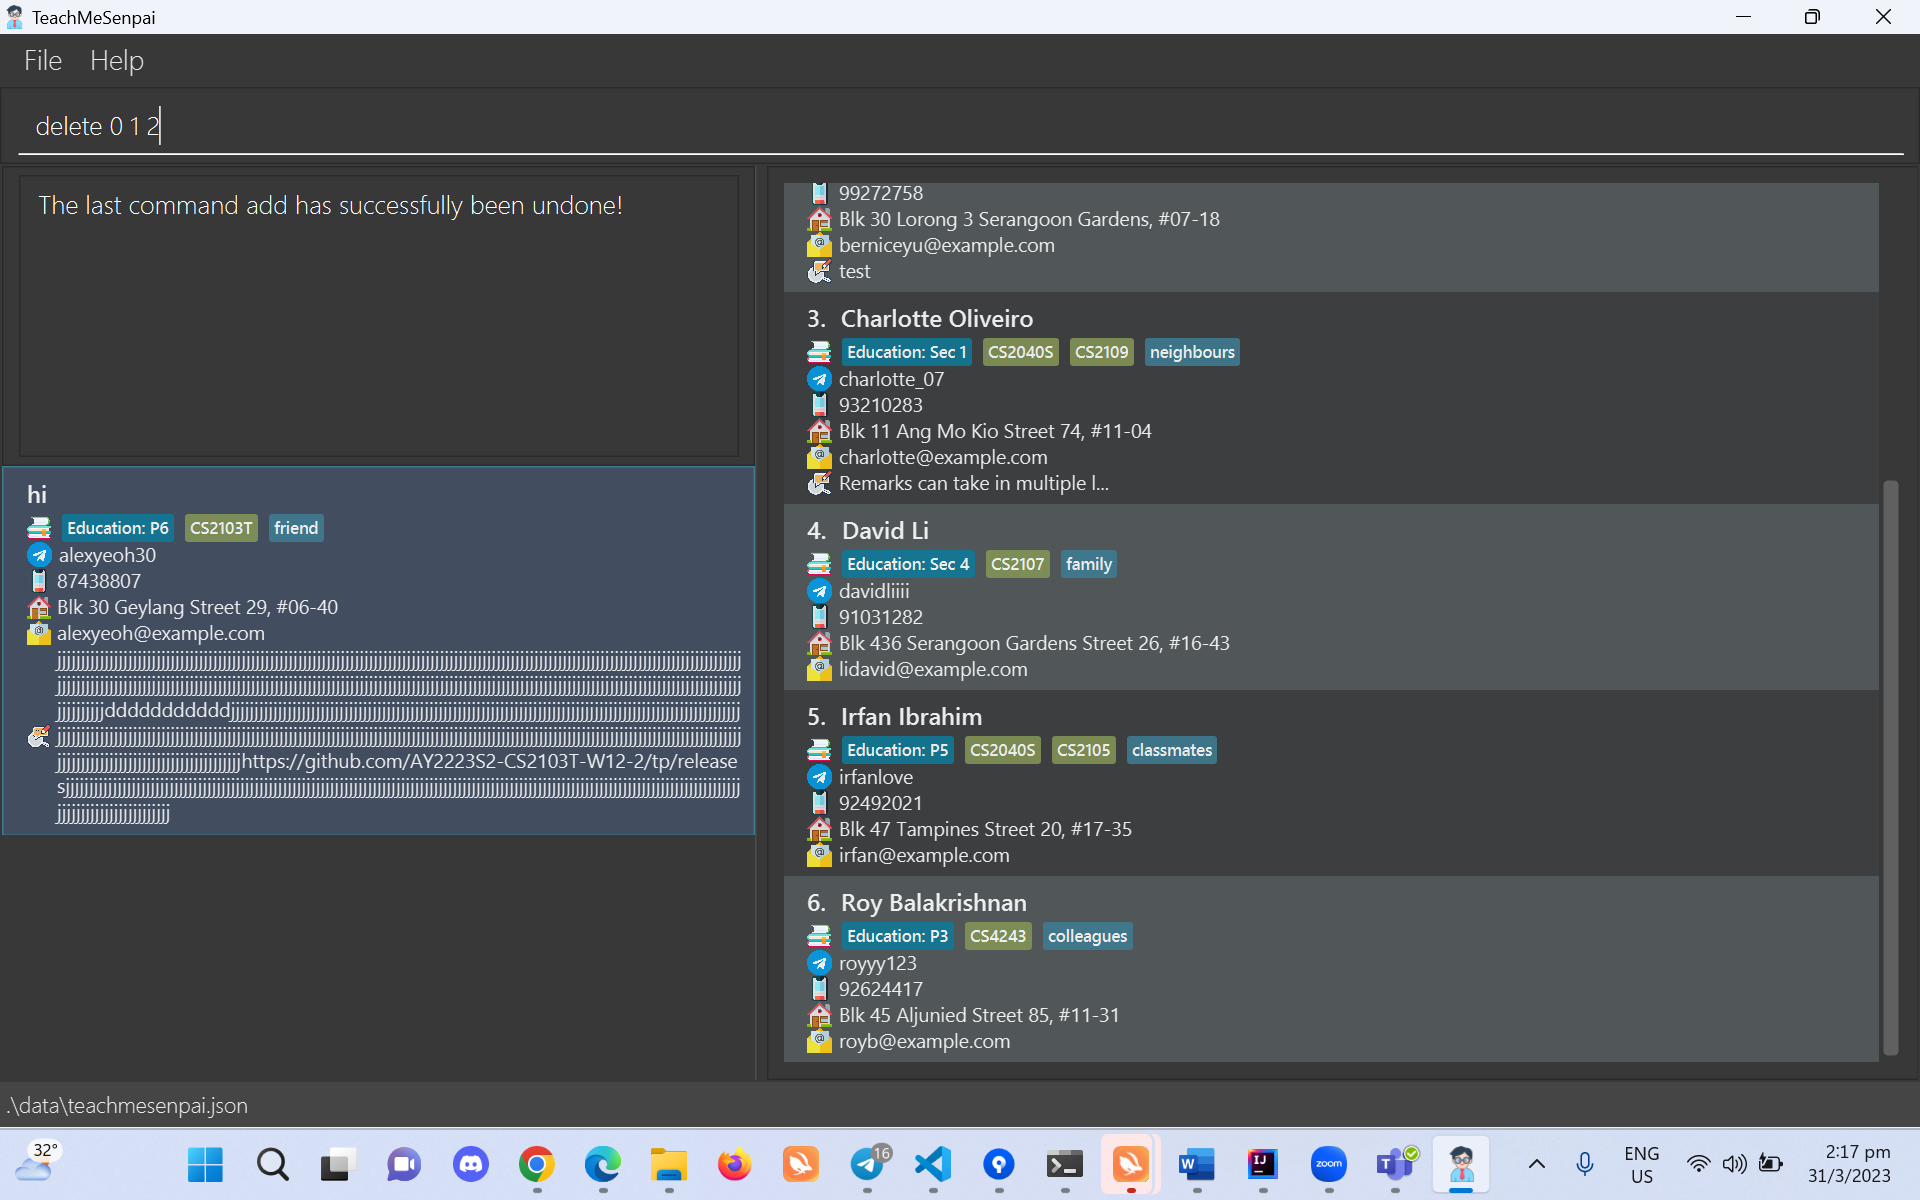 TeachMeSenpai
File Help
delete 0 1 2
The last command add has successfully been undone!
hi
Education: P6 CS2103T friend
alexyeoh30
87438807
Blk 30 Geylang Street 29, #06-40
alexyeoh@example.com
ddddddddddd
https://github.com/AY2223S2-CS2103T-W12-2/tp/release
s
99272758
Blk 30 Lorong 3 Serangoon Gardens, #07-18
berniceyu@example.com
test
3. Charlotte Oliveiro
Education: Sec 1 CS2040S CS2109 neighbours
charlotte_07
93210283
Blk 11 Ang Mo Kio Street 74, #11-04
charlotte@example.com
Remarks can take in multiple l...
4. David Li
Education: Sec 4 CS2107 family
davidliiii
91031282
Blk 436 Serangoon Gardens Street 26, #16-43
lidavid@example.com
5. Irfan Ibrahim
Education: P5 CS2040S CS2105 classmates
irfanlove
92492021
Blk 47 Tampines Street 20, #17-35
irfan@example.com
6. Roy Balakrishnan
Education: P3 CS4243 colleagues
royyy123
92624417
Blk 45 Aljunied Street 85, #11-31
royb@example.com
.\data\teachmesenpai.json
32°
16
zoom
ENG
US
2:17 pm
31/3/2023